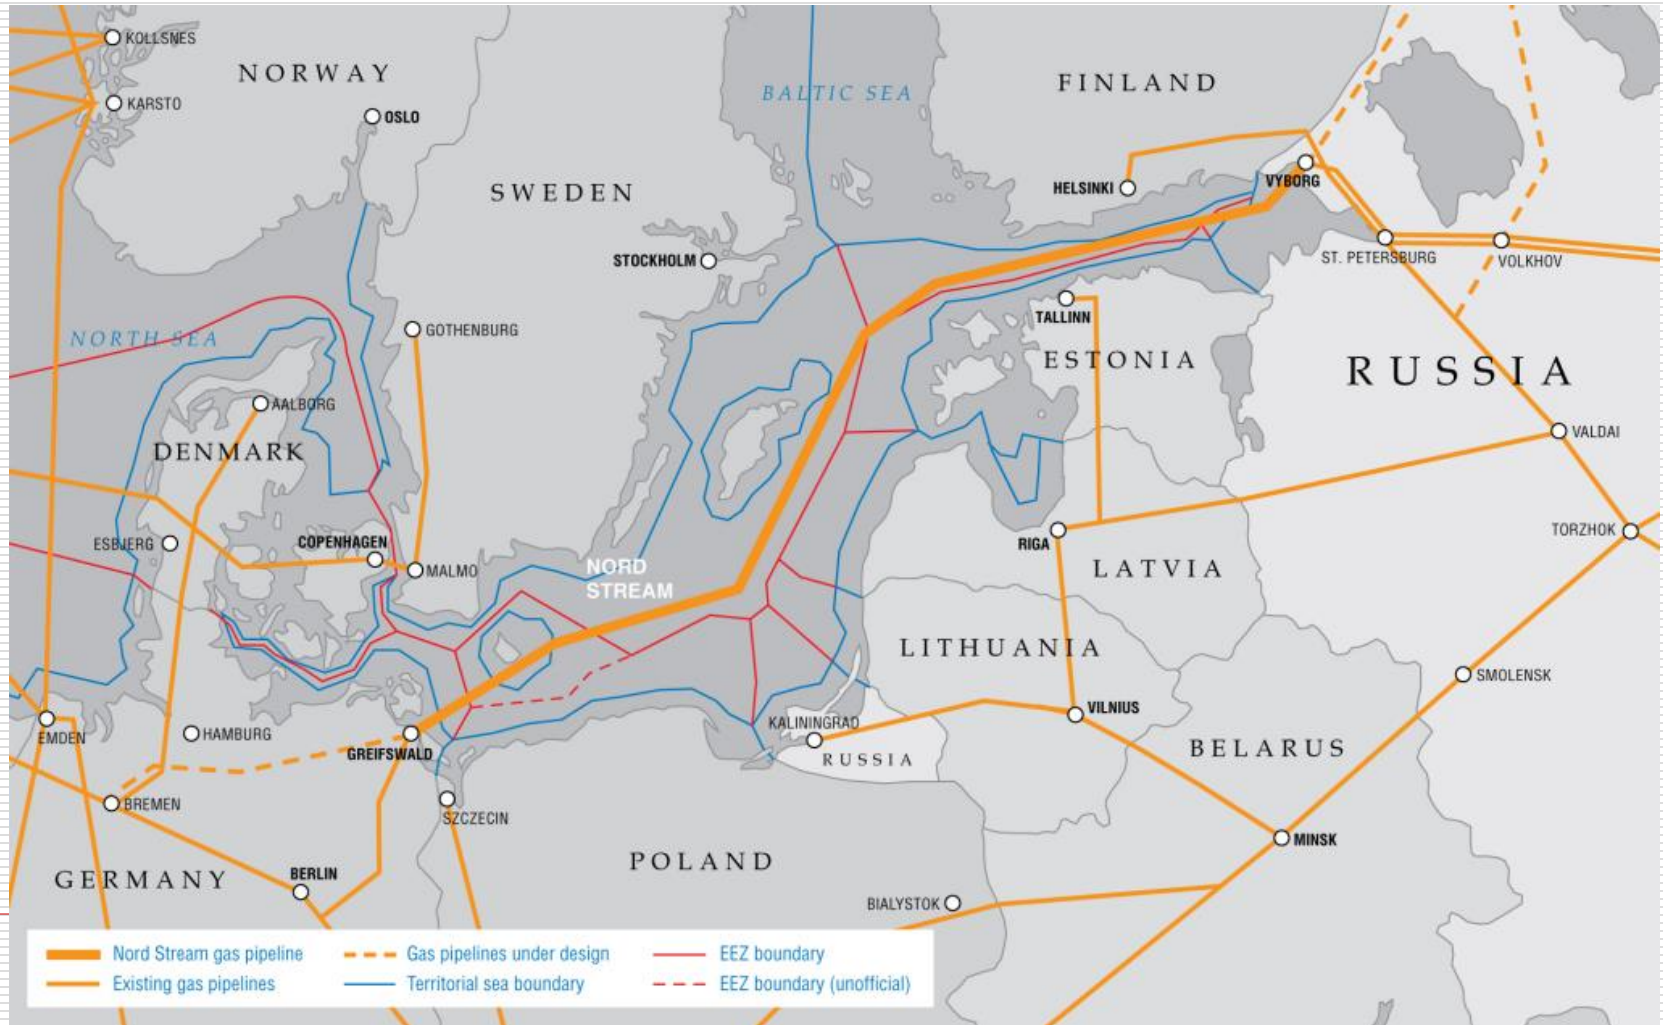 KOLLSNES
NORWAY
FINLAND
BALTIC SEA
KARSTO
OSLO
SWEDEN
HELSINKI
VYBORG
STOCKHOLM
ST. PETERSBURG
VOLKHOV
TALLINN
NORTH SEA
GOTHENBURG
ESTONIA
RUSSIA
AALBORG
DENMARK
VALDAI
ESBJERG
COPENHAGEN
MALMO
NORD
STREAM
RIGA
LATVIA
TORZHOK
LITHUANIA
SMOLENSK
VILNIUS
KALININGRAD
RUSSIA
BELARUS
EMDEN
HAMBURG
GREIFSWALD
BREMEN
SZCZECIN
MINSK
POLAND
GERMANY
BERLIN
BIALYSTOK
Nord Stream gas pipeline
Gas pipelines under design
EEZ boundary
Existing gas pipelines
Territorial sea boundary
EEZ boundary (unofficial)